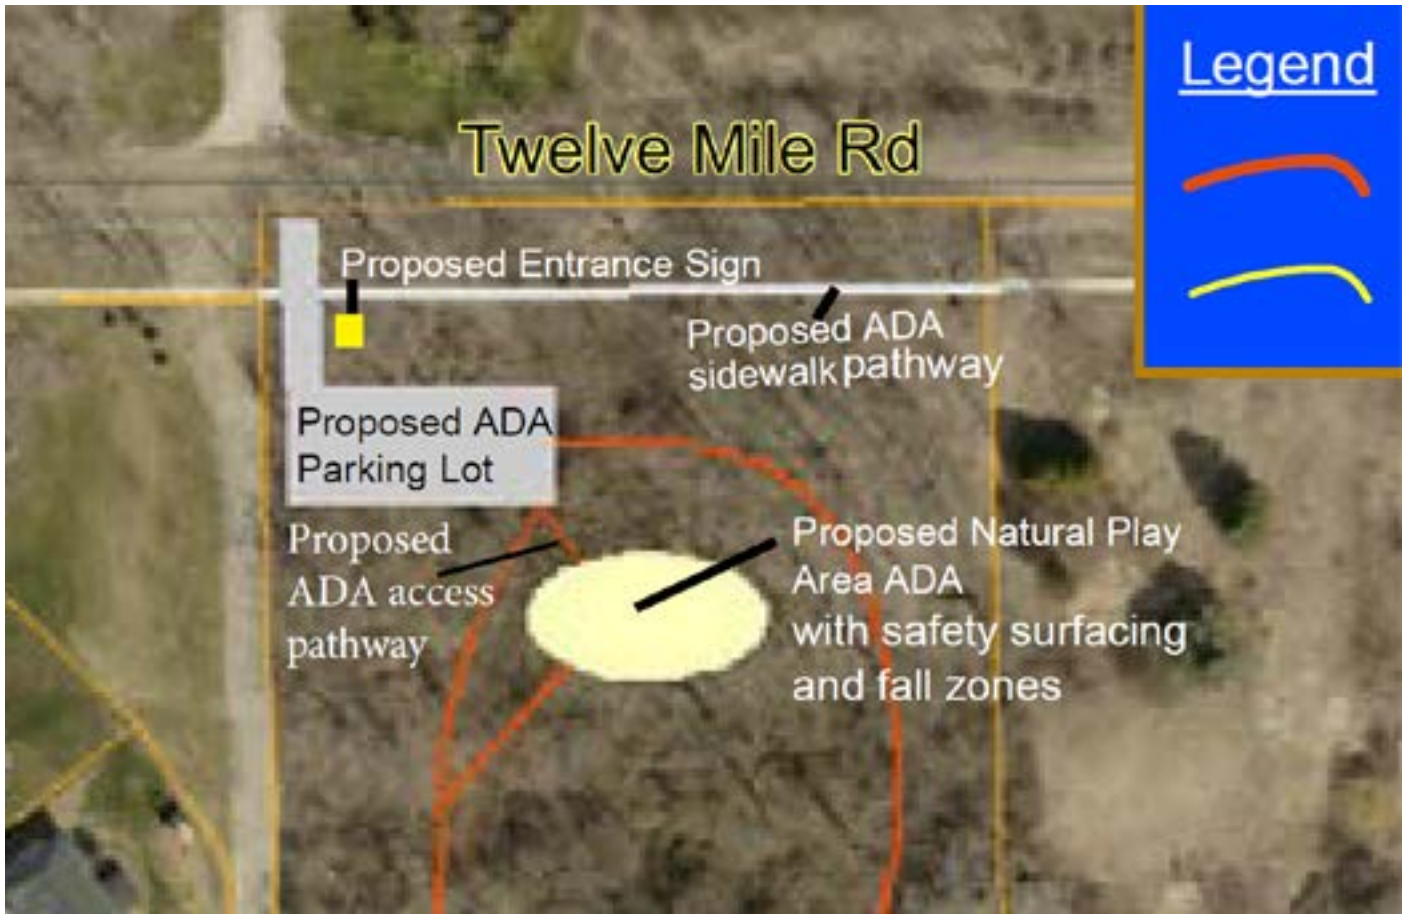 Legend
Twelve Mile Rd
Proposed Entrance Sign
Proposed ADA
sidewalk pathway
Proposed ADA
Parking Lot
Proposed
ADA access
pathway
Proposed Natural Play
Area ADA
with safety surfacing
and fall zones